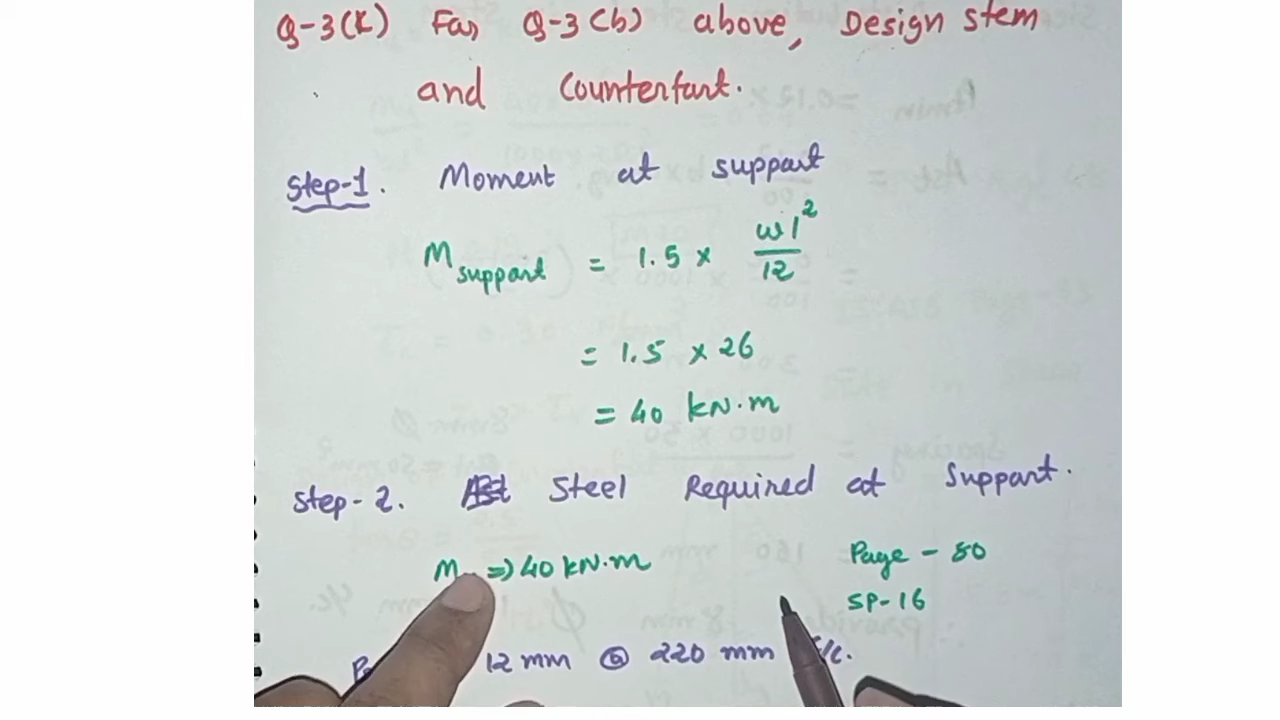 Q-3(K) For Q-3(b) above, Design stem
and Counterfort.
Step-1. Moment at support
M support = 1.5 × wl²/12
= 1.5 × 26
= 40 kN.m
Step-2. Steel Required at Support.
M => 40 kN.m Page - 80
SP-16
12 mm @ 220 mm